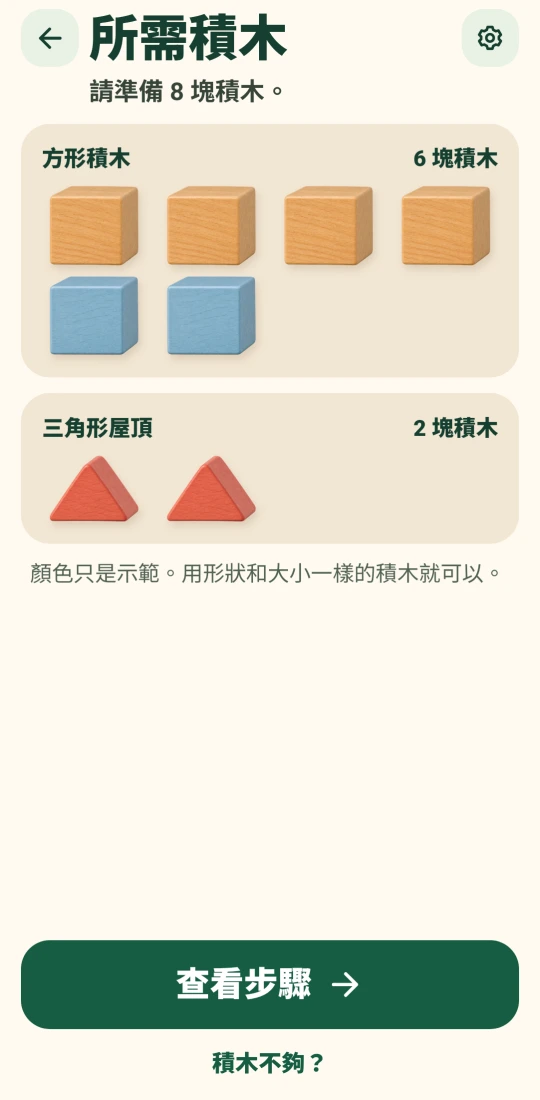 所需積木
請準備 8 塊積木。
方形積木
6 塊積木
三角形屋頂
2 塊積木
顏色只是示範。用形狀和大小一樣的積木就可以。
查看步驟
積木不夠？